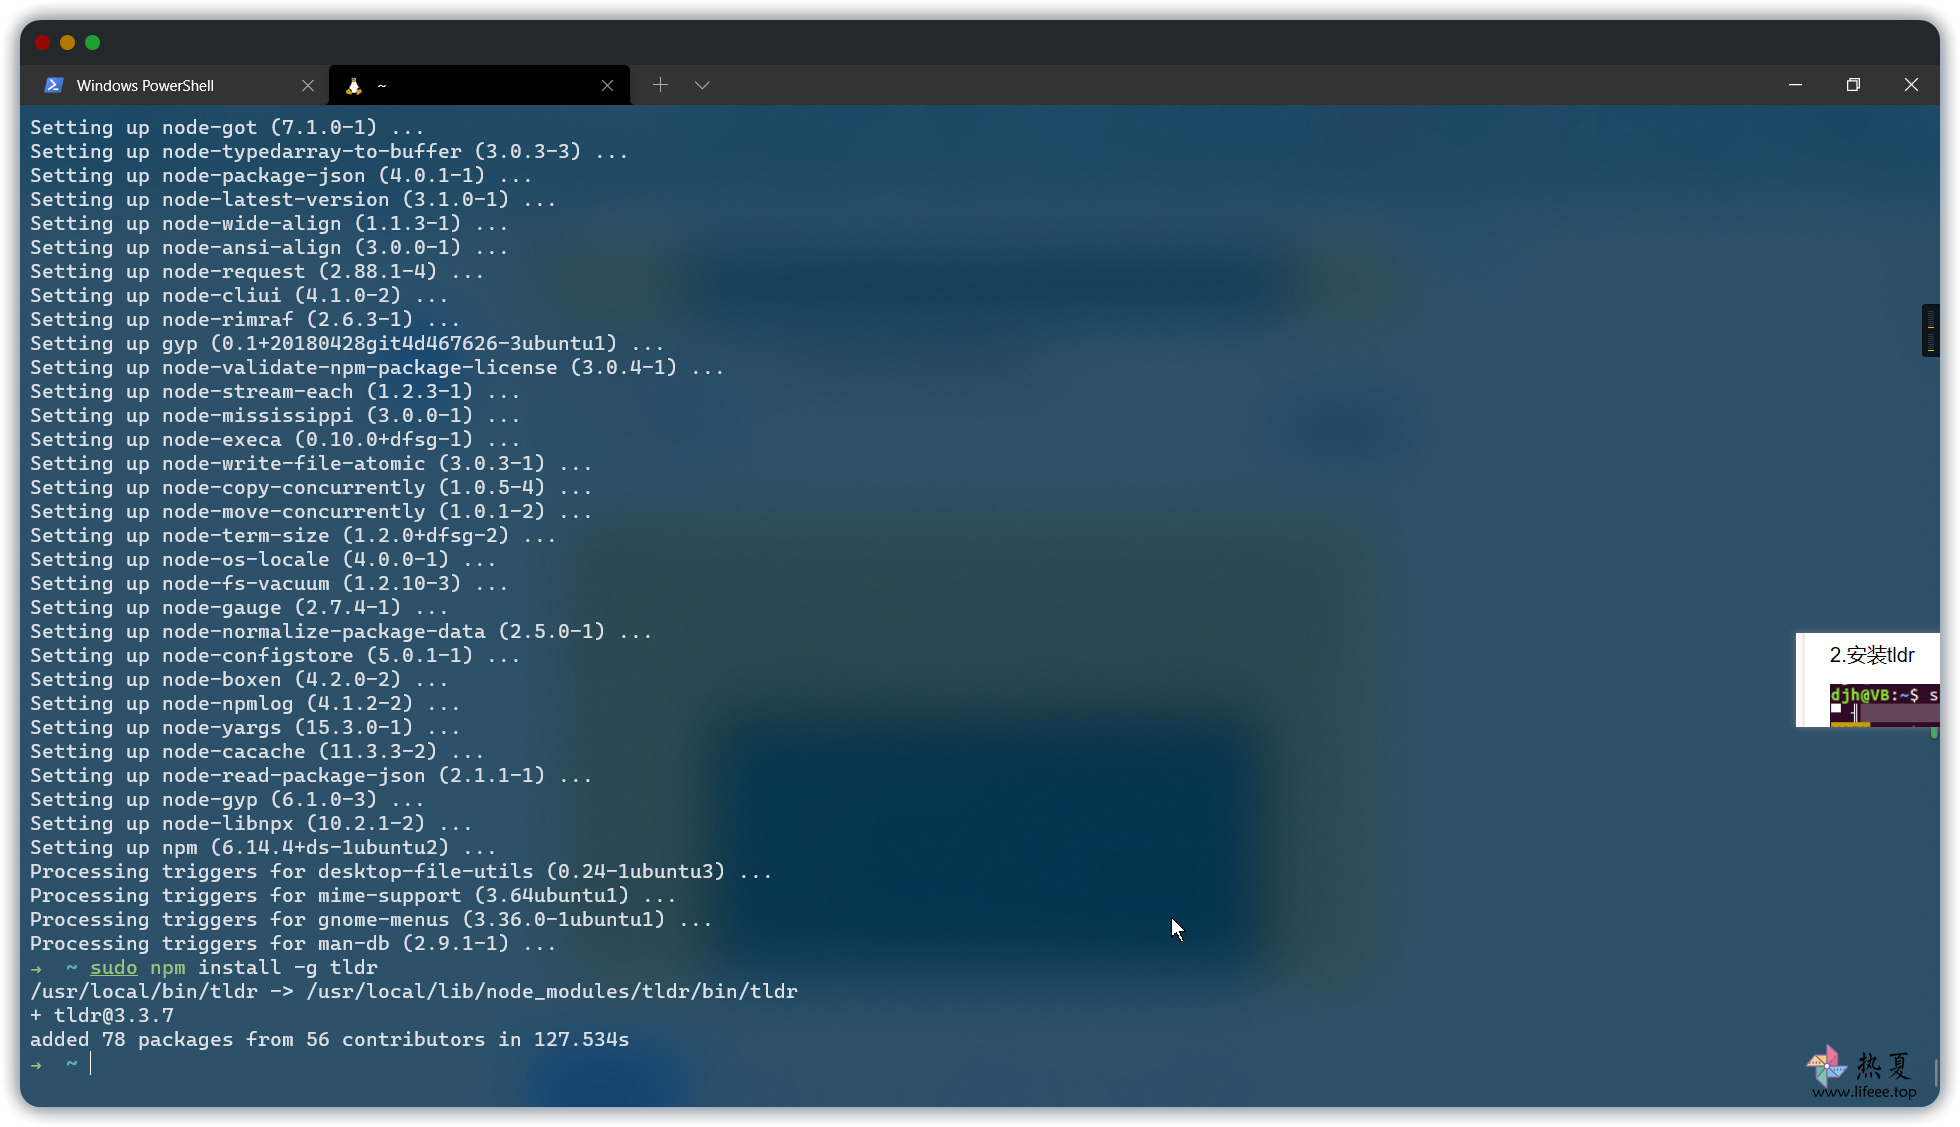 Windows PowerShell
~
Setting up node-got (7.1.0-1) ...
Setting up node-typedarray-to-buffer (3.0.3-3) ...
Setting up node-package-json (4.0.1-1) ...
Setting up node-latest-version (3.1.0-1) ...
Setting up node-wide-align (1.1.3-1) ...
Setting up node-ansi-align (3.0.0-1) ...
Setting up node-request (2.88.1-4) ...
Setting up node-cliui (4.1.0-2) ...
Setting up node-rimraf (2.6.3-1) ...
Setting up gyp (0.1+20180428git4d467626-3ubuntu1) ...
Setting up node-validate-npm-package-license (3.0.4-1) ...
Setting up node-stream-each (1.2.3-1) ...
Setting up node-mississippi (3.0.0-1) ...
Setting up node-execa (0.10.0+dfsg-1) ...
Setting up node-write-file-atomic (3.0.3-1) ...
Setting up node-copy-concurrently (1.0.5-4) ...
Setting up node-move-concurrently (1.0.1-2) ...
Setting up node-term-size (1.2.0+dfsg-2) ...
Setting up node-os-locale (4.0.0-1) ...
Setting up node-fs-vacuum (1.2.10-3) ...
Setting up node-gauge (2.7.4-1) ...
Setting up node-normalize-package-data (2.5.0-1) ...
Setting up node-configstore (5.0.1-1) ...
Setting up node-boxen (4.2.0-2) ...
Setting up node-npmlog (4.1.2-2) ...
Setting up node-yargs (15.3.0-1) ...
Setting up node-cacache (11.3.3-2) ...
Setting up node-read-package-json (2.1.1-1) ...
Setting up node-gyp (6.1.0-3) ...
Setting up node-libnpx (10.2.1-2) ...
Setting up npm (6.14.4+ds-1ubuntu2) ...
Processing triggers for desktop-file-utils (0.24-1ubuntu3) ...
Processing triggers for mime-support (3.64ubuntu1) ...
Processing triggers for gnome-menus (3.36.0-1ubuntu1) ...
Processing triggers for man-db (2.9.1-1) ...
→ ~ sudo npm install -g tldr
/usr/local/bin/tldr -> /usr/local/lib/node_modules/tldr/bin/tldr
+ tldr@3.3.7
added 78 packages from 56 contributors in 127.534s
→ ~
2.安装tldr
djh@VB:~$ s
热夏
www.lifeee.top